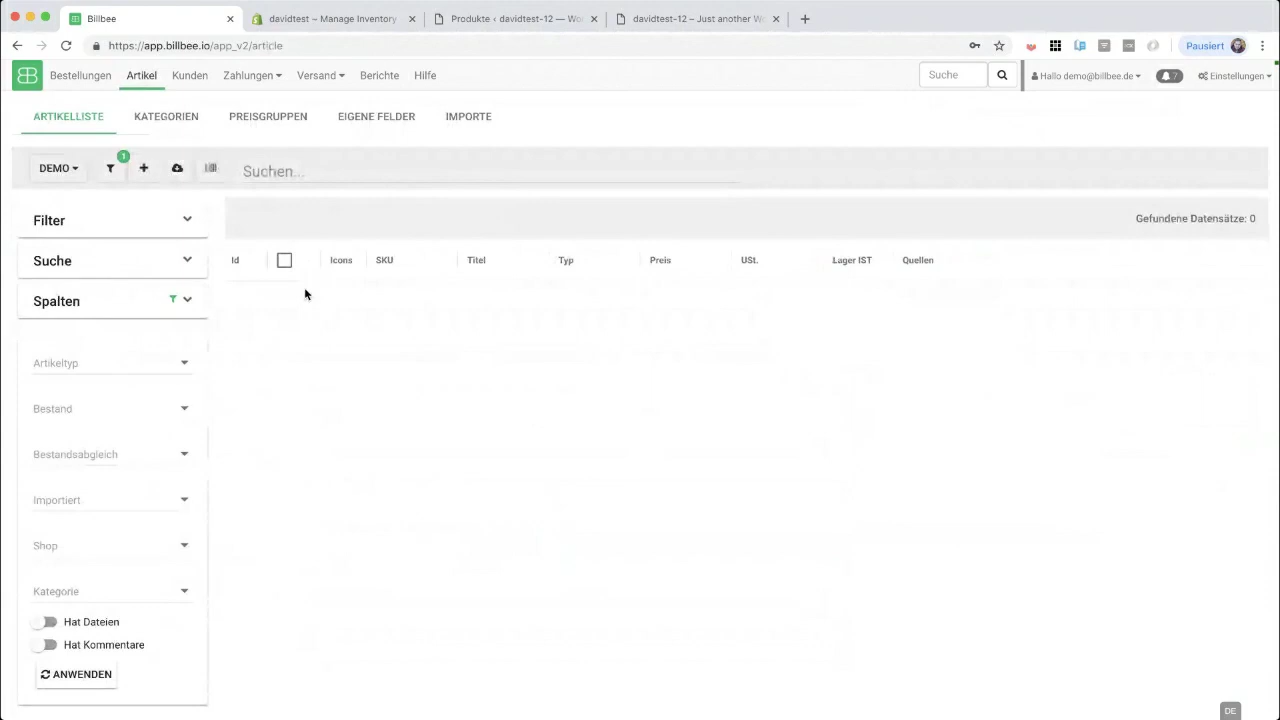 Billbee
davidtest ~ Manage Inventory
Produkte ‹ davidtest-12 — Wo
davidtest-12 – Just another W
https://app.billbee.io/app_v2/article
Pausiert
Bestellungen
Artikel
Kunden
Zahlungen
Versand
Berichte
Hilfe
Suche
Hallo demo@billbee.de
7
Einstellungen
ARTIKELLISTE
KATEGORIEN
PREISGRUPPEN
EIGENE FELDER
IMPORTE
DEMO
1
Suchen...
Filter
Gefundene Datensätze: 0
Suche
Id
Icons
SKU
Titel
Typ
Preis
USt.
Lager IST
Quellen
Spalten
Artikeltyp
Bestand
Bestandsabgleich
Importiert
Shop
Kategorie
Hat Dateien
Hat Kommentare
ANWENDEN
DE